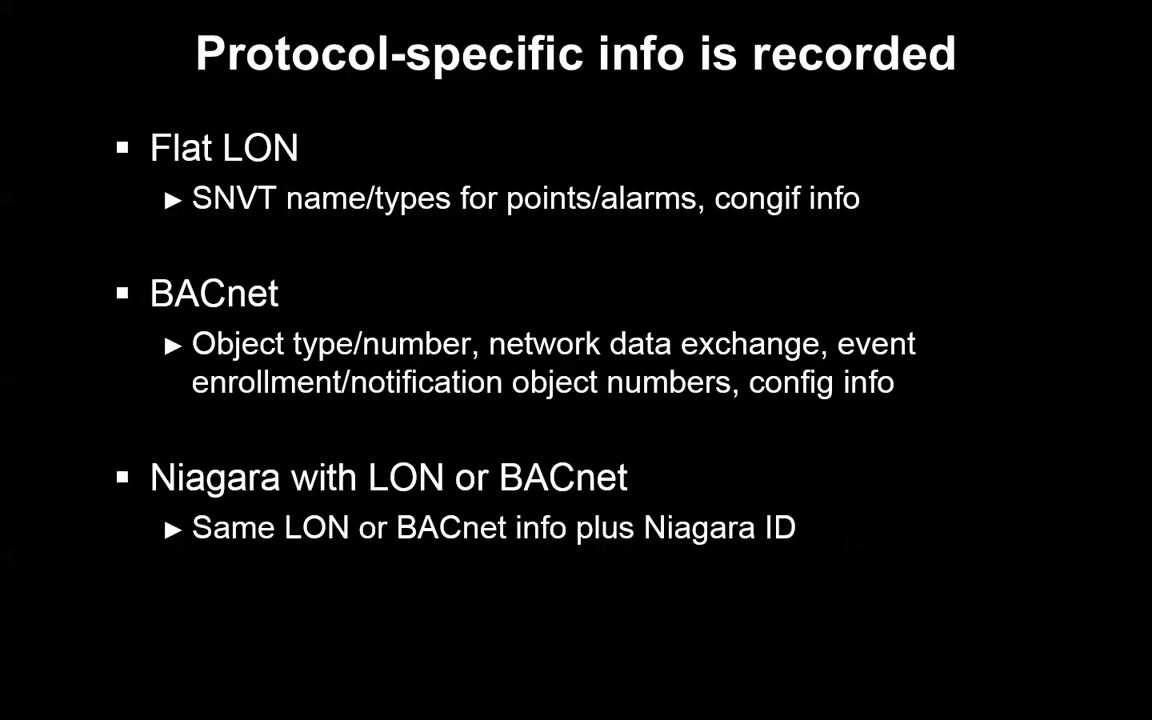 Protocol-specific info is recorded
▪ Flat LON
► SNVT name/types for points/alarms, congif info
▪ BACnet
► Object type/number, network data exchange, event
enrollment/notification object numbers, config info
▪ Niagara with LON or BACnet
► Same LON or BACnet info plus Niagara ID